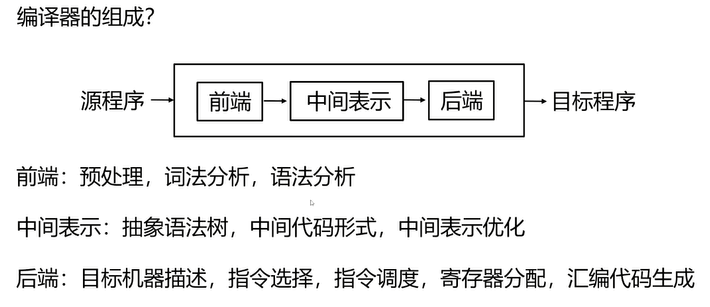 编译器的组成？
源程序 前端 中间表示 后端 目标程序
前端：预处理，词法分析，语法分析
中间表示：抽象语法树，中间代码形式，中间表示优化
后端：目标机器描述，指令选择，指令调度，寄存器分配，汇编代码生成